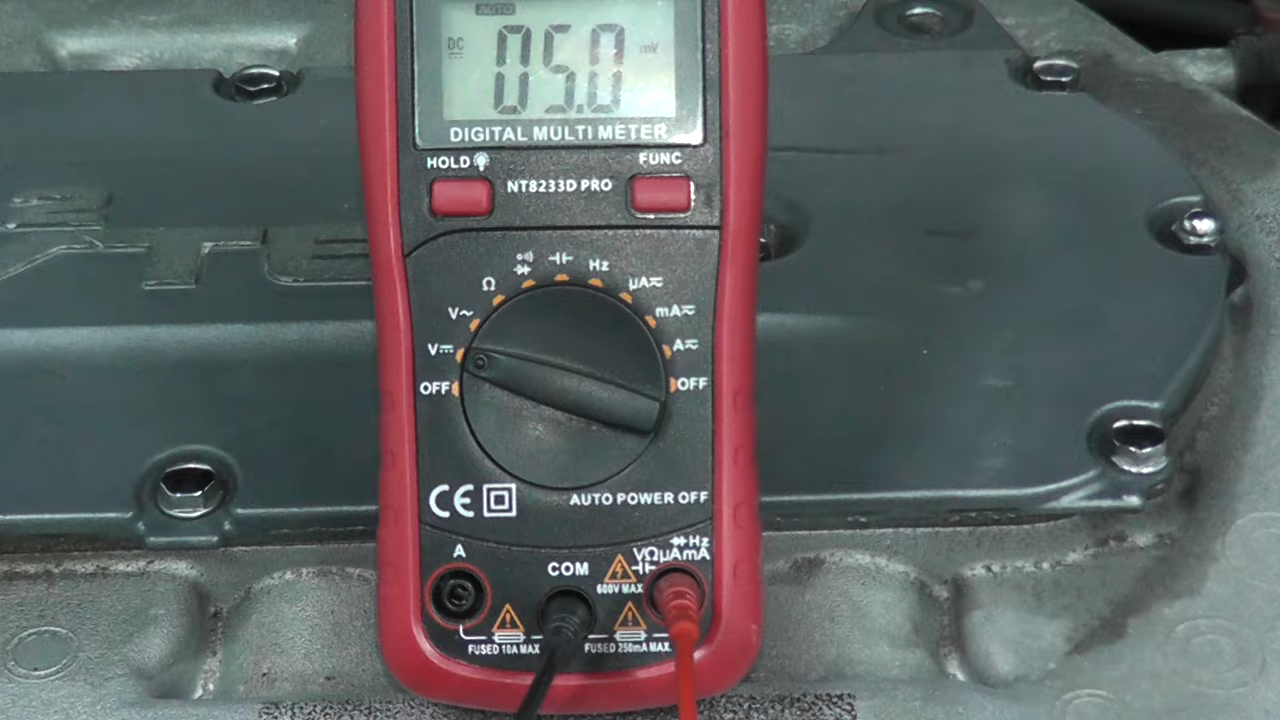 AUTO
DC 05.0 mV
DIGITAL MULTI METER
HOLD FUNC
NT8233D PRO
Hz
Ω µA
V~ mA
V A
OFF OFF
CE AUTO POWER OFF
A Hz
COM VΩµAmA
600V MAX
FUSED 10A MAX FUSED 250mA MAX.